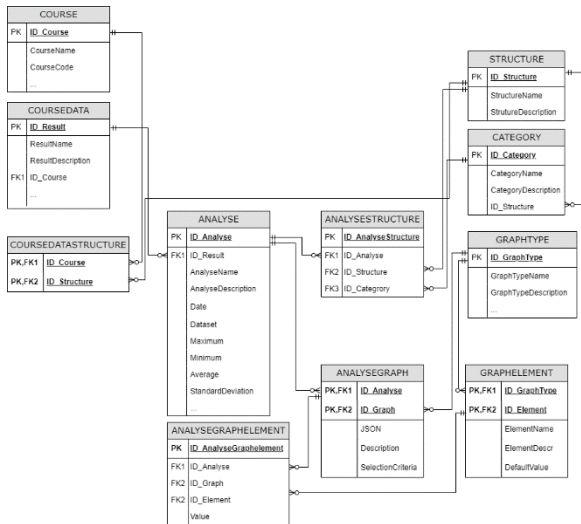 COURSE
PK ID_Course
CourseName
CourseCode
...
COURSEDATA
PK ID_Result
ResultName
ResultDescription
FK1 ID_Course
...
COURSEDATASTRUCTURE
PK,FK1 ID_Course
PK,FK2 ID_Structure
ANALYSE
PK ID_Analyse
FK1 ID_Result
AnalyseName
AnalyseDescription
Date
Dataset
Maximum
Minimum
Average
StandardDeviation
...
ANALYSEGRAPHELEMENT
PK ID_AnalyseGraphelement
FK1 ID_Analyse
FK2 ID_Graph
FK2 ID_Element
Value
ANALYSESTRUCTURE
PK ID_AnalyseStructure
FK1 ID_Analyse
FK2 ID_Structure
FK3 ID_Categrory
ANALYSEGRAPH
PK,FK1 ID_Analyse
PK,FK2 ID_Graph
JSON
Description
SelectionCriteria
STRUCTURE
PK ID_Structure
StructureName
StrutureDescription
CATEGORY
PK ID_Category
CategoryName
CategoryDescription
ID_Structure
GRAPHTYPE
PK ID_GraphType
GraphTypeName
GraphTypeDescription
...
GRAPHELEMENT
PK,FK1 ID_GraphType
PK,FK2 ID_Element
ElementName
ElementDescr
DefaultValue